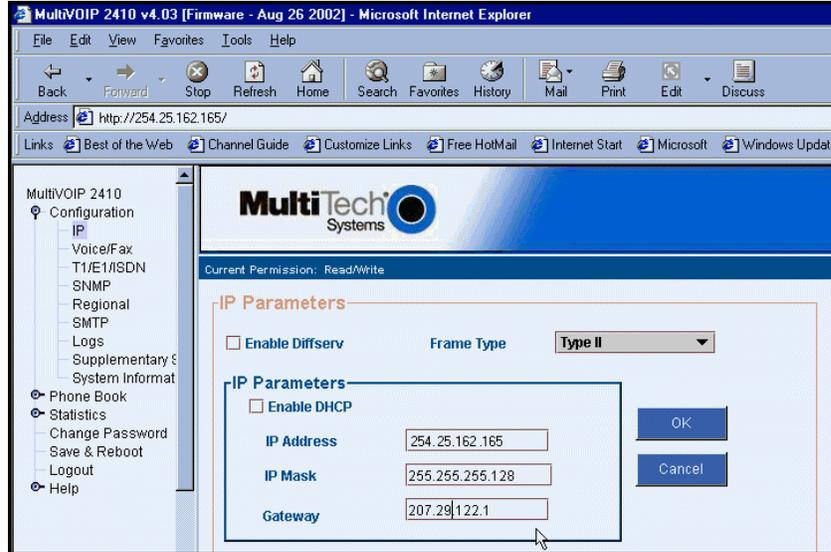 MultiVOIP 2410 v4.03 [Firmware - Aug 26 2002] - Microsoft Internet Explorer
File Edit View Favorites Tools Help
Back Forward Stop Refresh Home Search Favorites History Mail Print Edit Discuss
Address http://254.25.162.165/
Links Best of the Web Channel Guide Customize Links Free HotMail Internet Start Microsoft Windows Updat
MultiVOIP 2410
Configuration
IP
Voice/Fax
T1/E1/ISDN
SNMP
Regional
SMTP
Logs
Supplementary S
System Informat
Phone Book
Statistics
Change Password
Save & Reboot
Logout
Help
MultiTech
Systems
Current Permission: Read/Write
IP Parameters
Enable Diffserv Frame Type Type II
IP Parameters
Enable DHCP
IP Address 254.25.162.165
IP Mask 255.255.255.128
Gateway 207.29.122.1
OK
Cancel